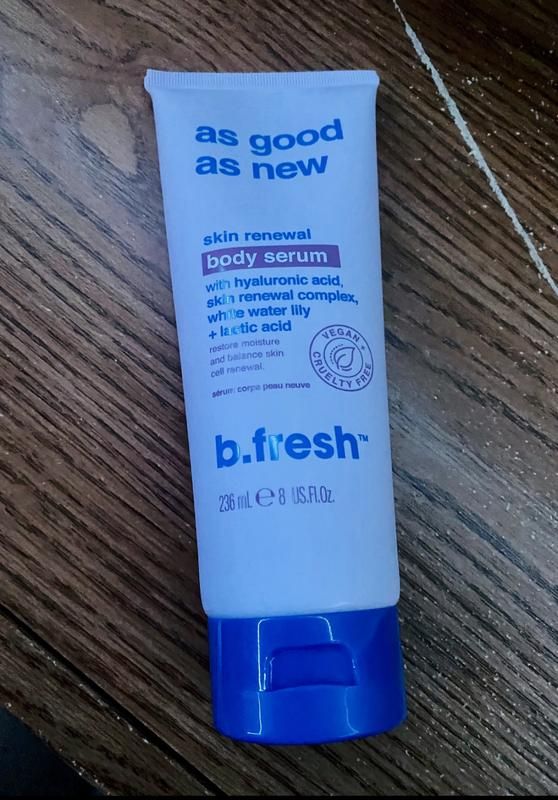 as good
as new
skin renewal
body serum
with hyaluronic acid,
skin renewal complex,
white water lily
+ lactic acid
restore moisture
and balance skin
cell renewal.
sérum corps peau neuve
VEGAN +
CRUELTY FREE
b.fresh™
236 mL ℮ 8 US.Fl.Oz.